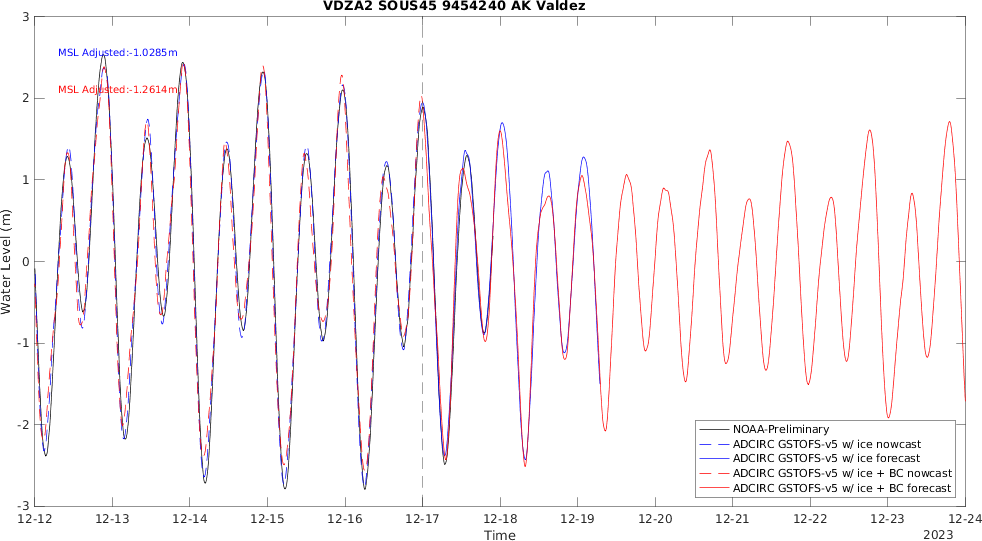 VDZA2 SOUS45 9454240 AK Valdez
MSL Adjusted:-1.0285m
MSL Adjusted:-1.2614m
3
2
1
0
-1
-2
-3
Water Level (m)
NOAA-Preliminary
ADCIRC GSTOFS-v5 w/ ice nowcast
ADCIRC GSTOFS-v5 w/ ice forecast
ADCIRC GSTOFS-v5 w/ ice + BC nowcast
ADCIRC GSTOFS-v5 w/ ice + BC forecast
12-12 12-13 12-14 12-15 12-16 12-17 12-18 12-19 12-20 12-21 12-22 12-23 12-24
Time
2023